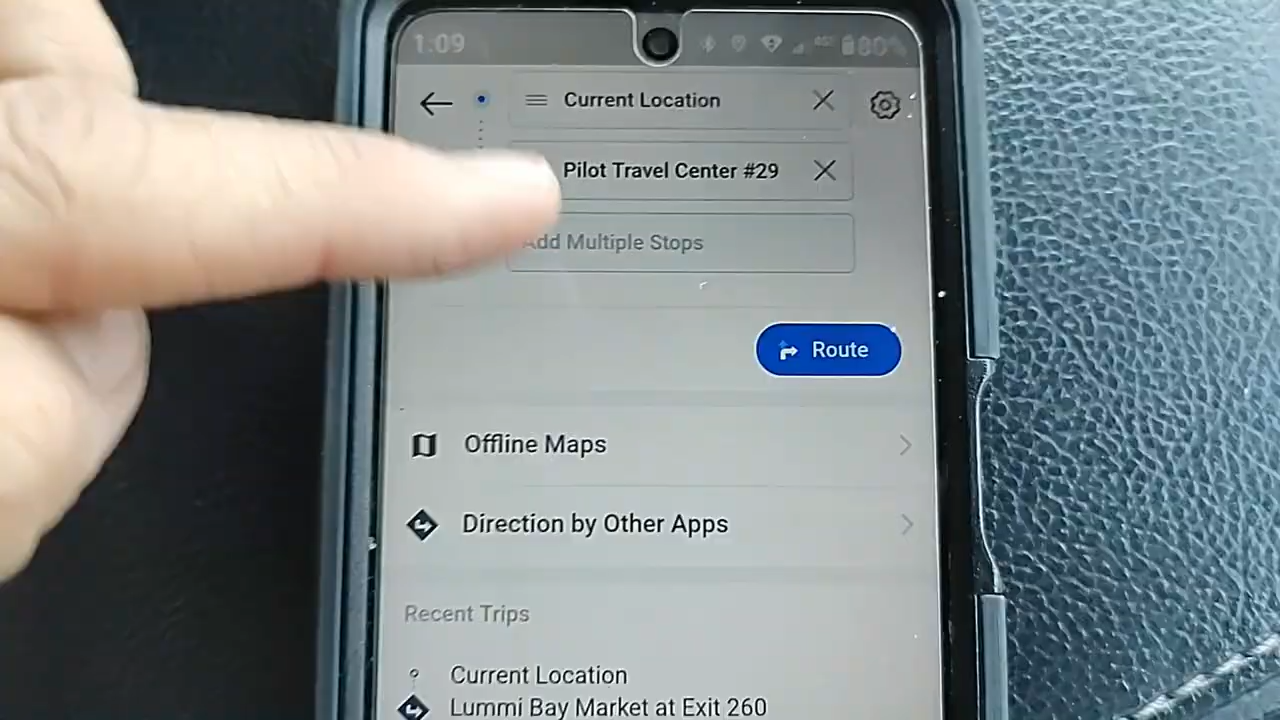 1:09
80%
Current Location
Pilot Travel Center #29
Add Multiple Stops
Route
Offline Maps
Direction by Other Apps
Recent Trips
Current Location
Lummi Bay Market at Exit 260